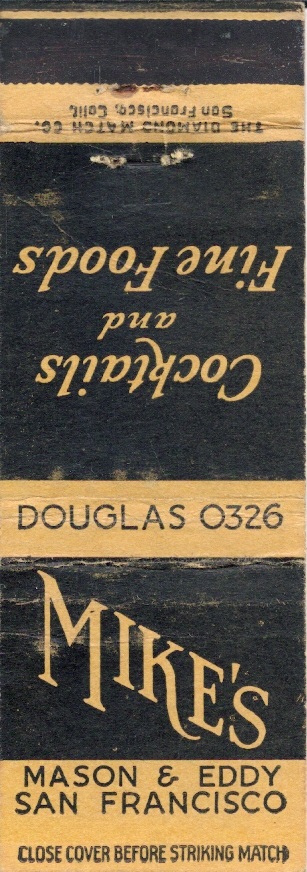 THE DIAMOND MATCH CO.
San Francisco, Calif.
Cocktails
and
Fine Foods
DOUGLAS 0326
MIKE'S
MASON & EDDY
SAN FRANCISCO
CLOSE COVER BEFORE STRIKING MATCH